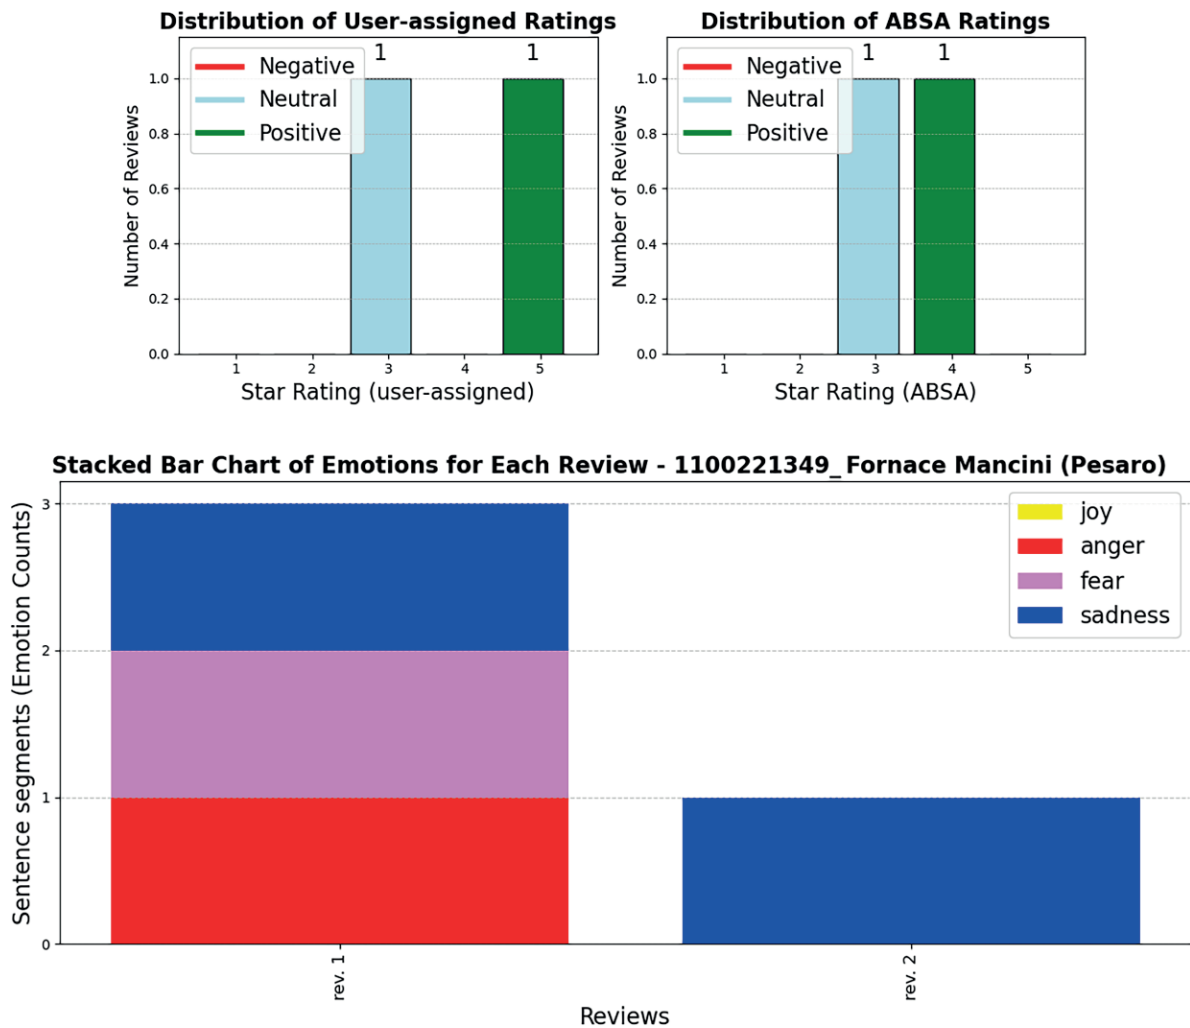 Distribution of User-assigned Ratings
1 1
Negative
Neutral
Positive
Number of Reviews
1.0
0.8
0.6
0.4
0.2
0.0
1 2 3 4 5
Star Rating (user-assigned)
Distribution of ABSA Ratings
1 1
Negative
Neutral
Positive
Number of Reviews
1.0
0.8
0.6
0.4
0.2
0.0
1 2 3 4 5
Star Rating (ABSA)
Stacked Bar Chart of Emotions for Each Review - 1100221349_ Fornace Mancini (Pesaro)
joy
anger
fear
sadness
Sentence segments (Emotion Counts)
3
2
1
0
rev. 1
rev. 2
Reviews